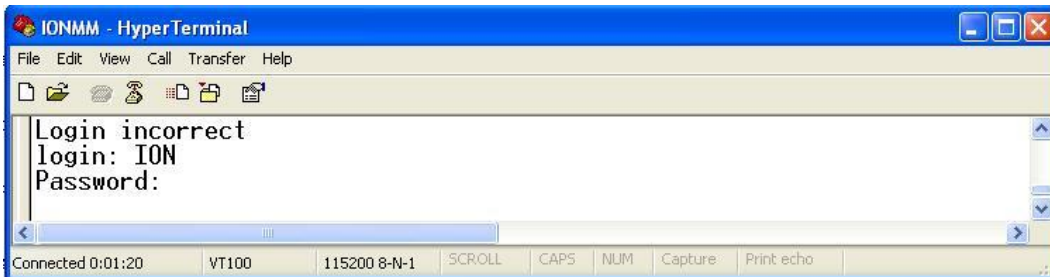 IONMM - HyperTerminal
File Edit View Call Transfer Help
Login incorrect
login: ION
Password:
Connected 0:01:20 VT100 115200 8-N-1 SCROLL CAPS NUM Capture Print echo